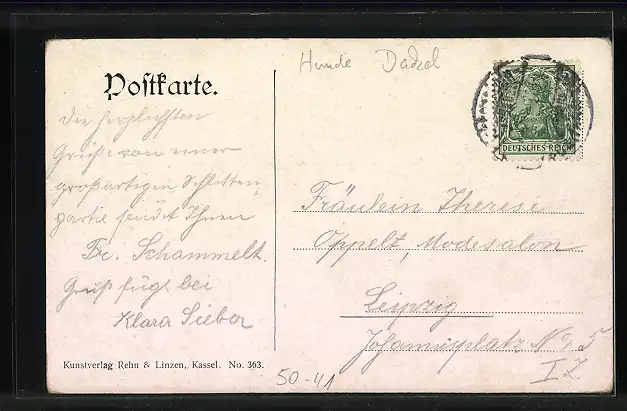 Postkarte.
Hunde Dackel
DEUTSCHES REICH
Die herzlichsten
Grüße von einer
großartigen Schlitten-
partie sendet Ihnen
Fr. Schammelt.
Gruß fügt bei
Klara Sieber
Fräulein Therese
Oppelt, Modesalon
Leipzig
Johannisplatz No 5
I Z
Kunstverlag Rehn & Linzen, Kassel. No. 363.
50-41